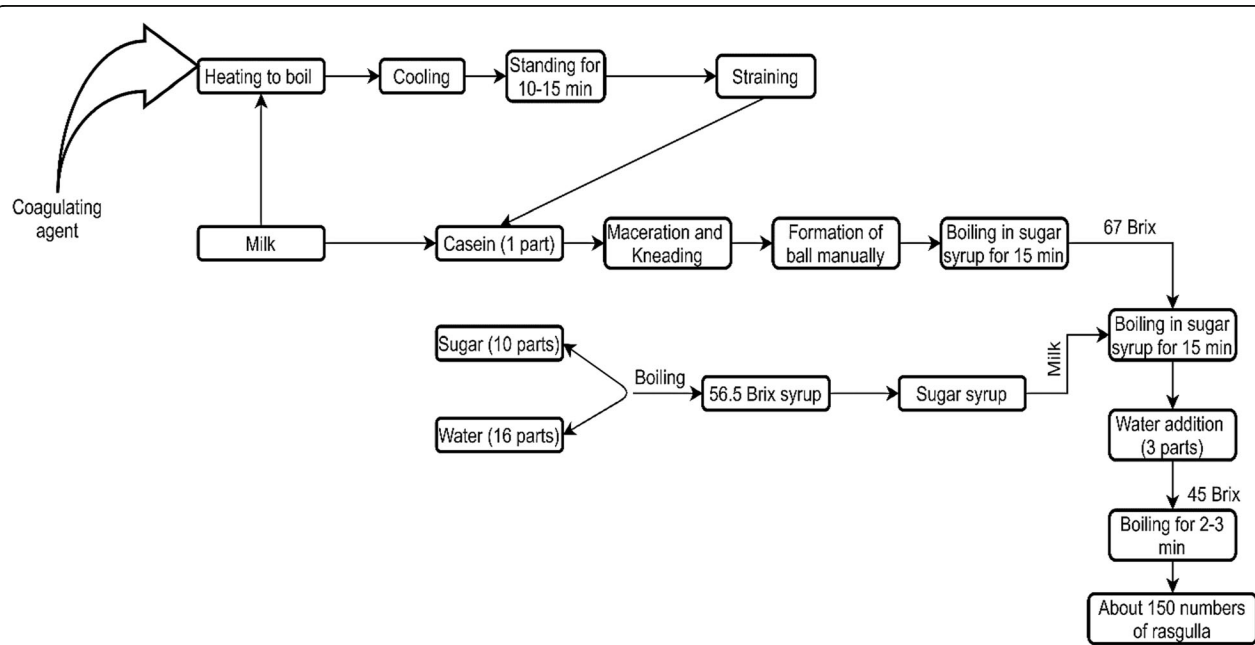 Heating to boil
Cooling
Standing for
10-15 min
Straining
Coagulating
agent
Milk
Casein (1 part)
Maceration and
Kneading
Formation of
ball manually
Boiling in sugar
syrup for 15 min
67 Brix
Sugar (10 parts)
Water (16 parts)
Boiling
56.5 Brix syrup
Sugar syrup
Milk
Boiling in sugar
syrup for 15 min
Water addition
(3 parts)
45 Brix
Boiling for 2-3
min
About 150 numbers
of rasgulla